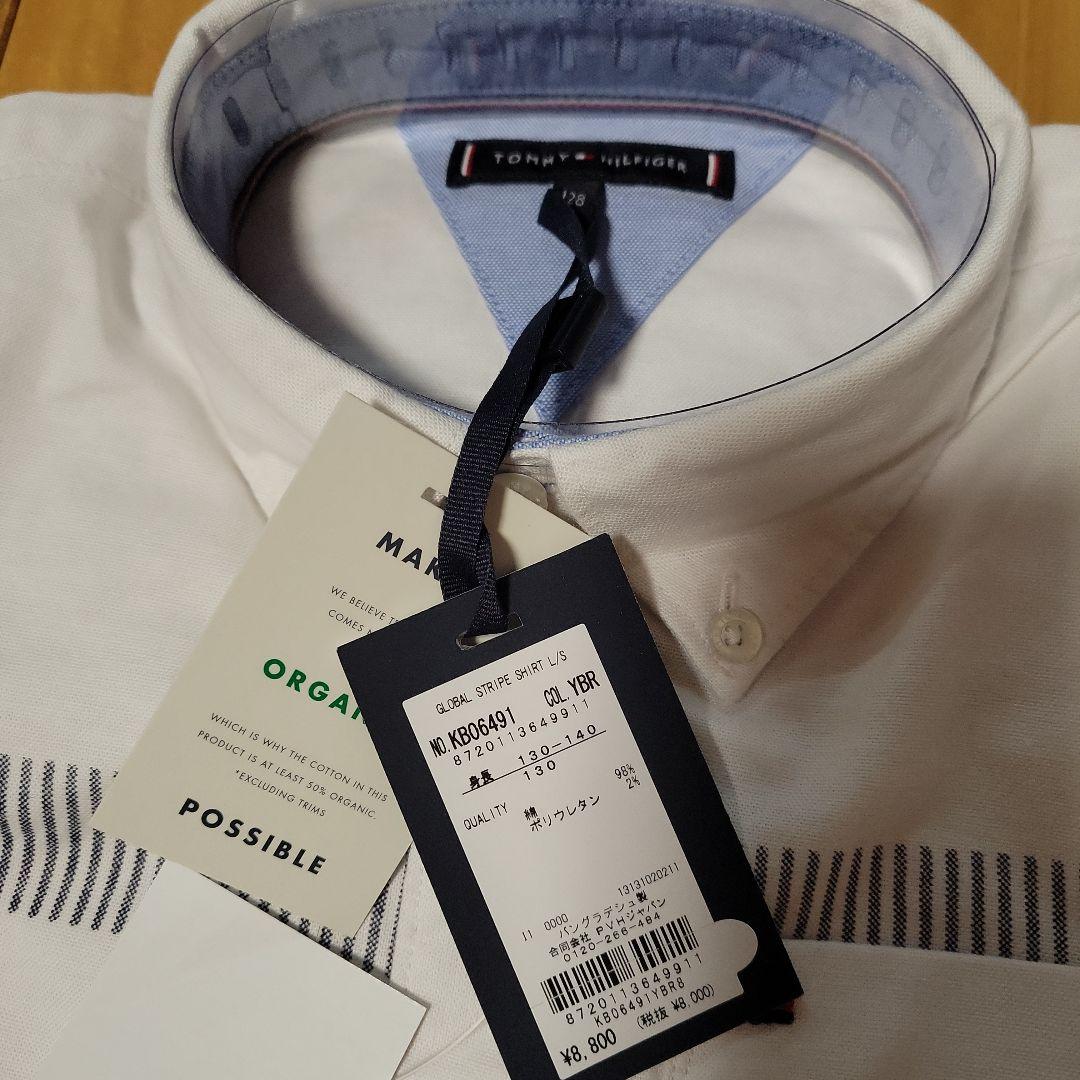 TOMMY HILFIGER
128
WE BELIEVE
COMES
WHICH IS WHY THE COTTON IN THIS
PRODUCT IS AT LEAST 50% ORGANIC.
*EXCLUDING TRIMS
POSSIBLE
GLOBAL STRIPE SHIRT L/S
NO.KB06491 COL.YBR
8720113649911
身長 130-140
130
QUALITY 綿 98%
ポリウレタン 2%
13131020211
11 0000
バングラデシュ製
合同会社 PVHジャパン
0120-266-484
8720113649911
KB06491YBR8
¥8,800 (税抜 ¥8,000)